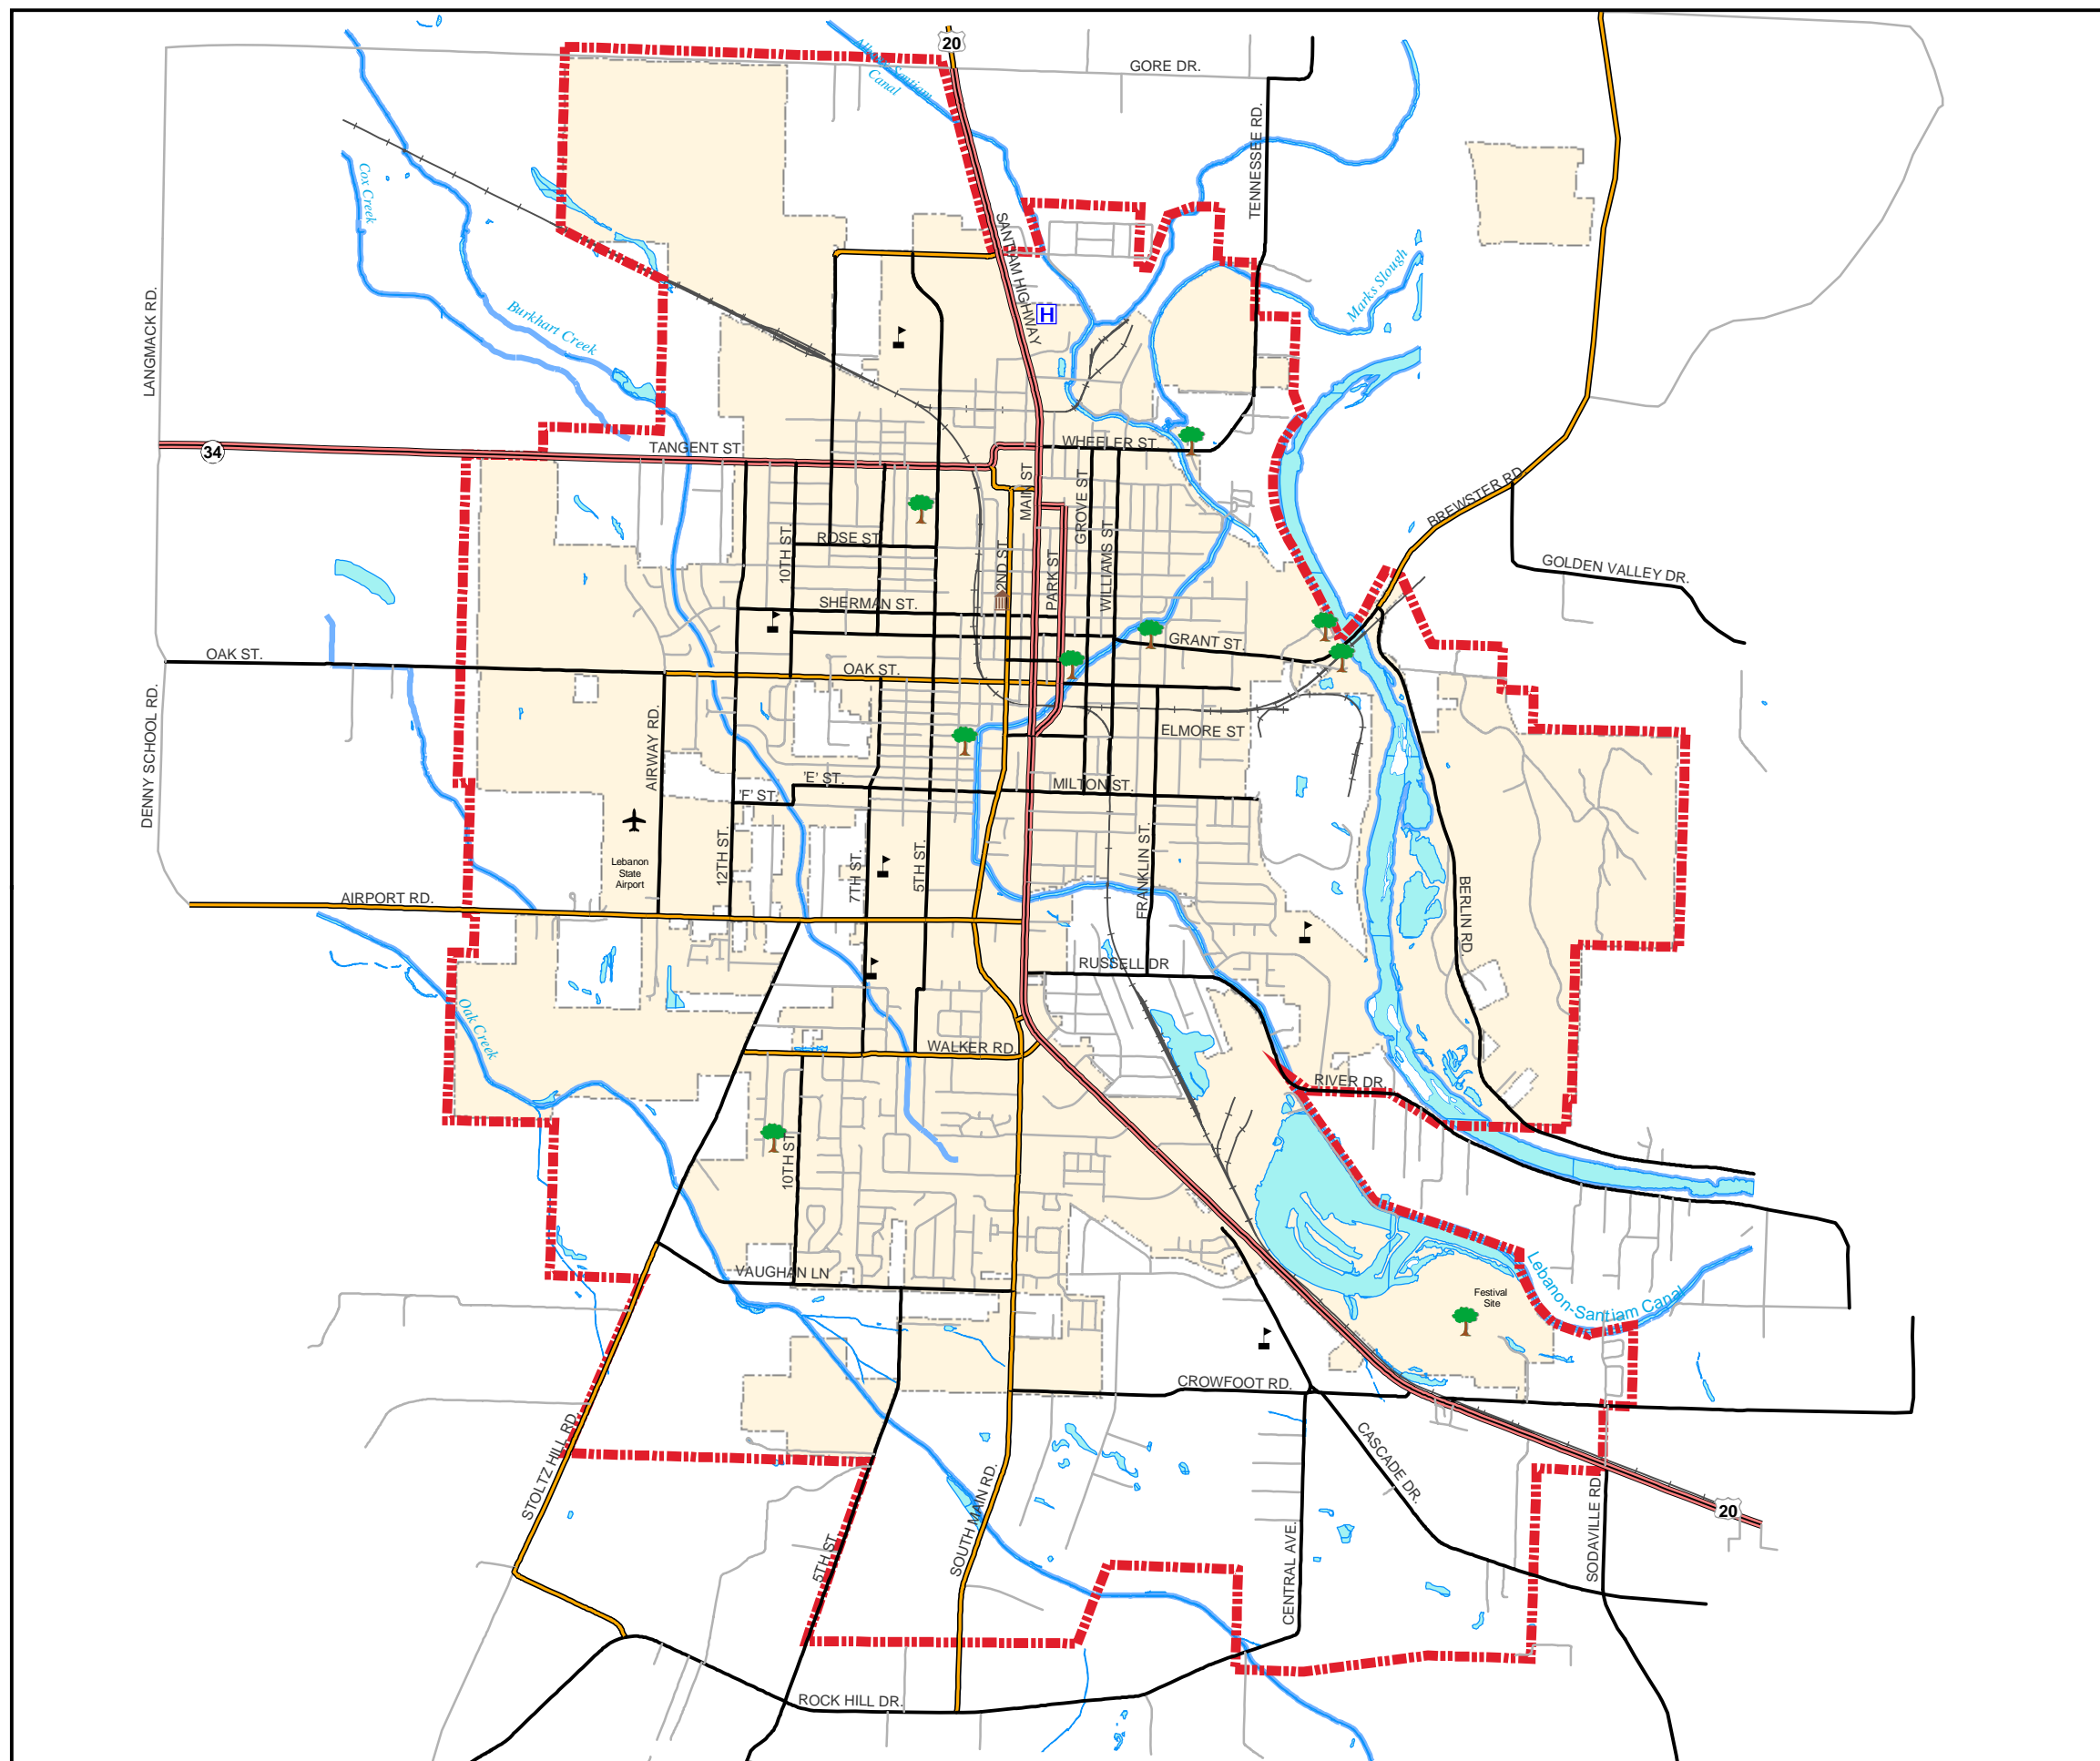 20
GORE DR.
Albany-Santiam
Canal
TENNESSEE RD.
Cox Creek
SANTIAM HIGHWAY
Marks Slough
LANGMACK RD.
Burkhart Creek
H
34
TANGENT ST.
WHEELER ST.
MAIN ST
GROVE ST
BREWSTER RD.
10TH ST.
ROSE ST.
2ND ST.
PARK ST
WILLIAMS ST
GOLDEN VALLEY DR.
SHERMAN ST.
GRANT ST.
OAK ST.
OAK ST.
DENNY SCHOOL RD.
AIRWAY RD.
ELMORE ST
'E' ST.
'F' ST.
MILTON ST.
Lebanon
State
Airport
12TH ST.
7TH ST.
5TH ST.
FRANKLIN ST.
BERLIN RD.
AIRPORT RD.
RUSSELL DR
Oak Creek
WALKER RD.
RIVER DR.
10TH ST.
VAUGHAN LN
Lebanon-Santiam Canal
Festival
Site
CROWFOOT RD.
STOLTZ HILL RD.
CASCADE DR.
20
5TH ST.
SOUTH MAIN RD.
CENTRAL AVE.
SODAVILLE RD.
ROCK HILL DR.